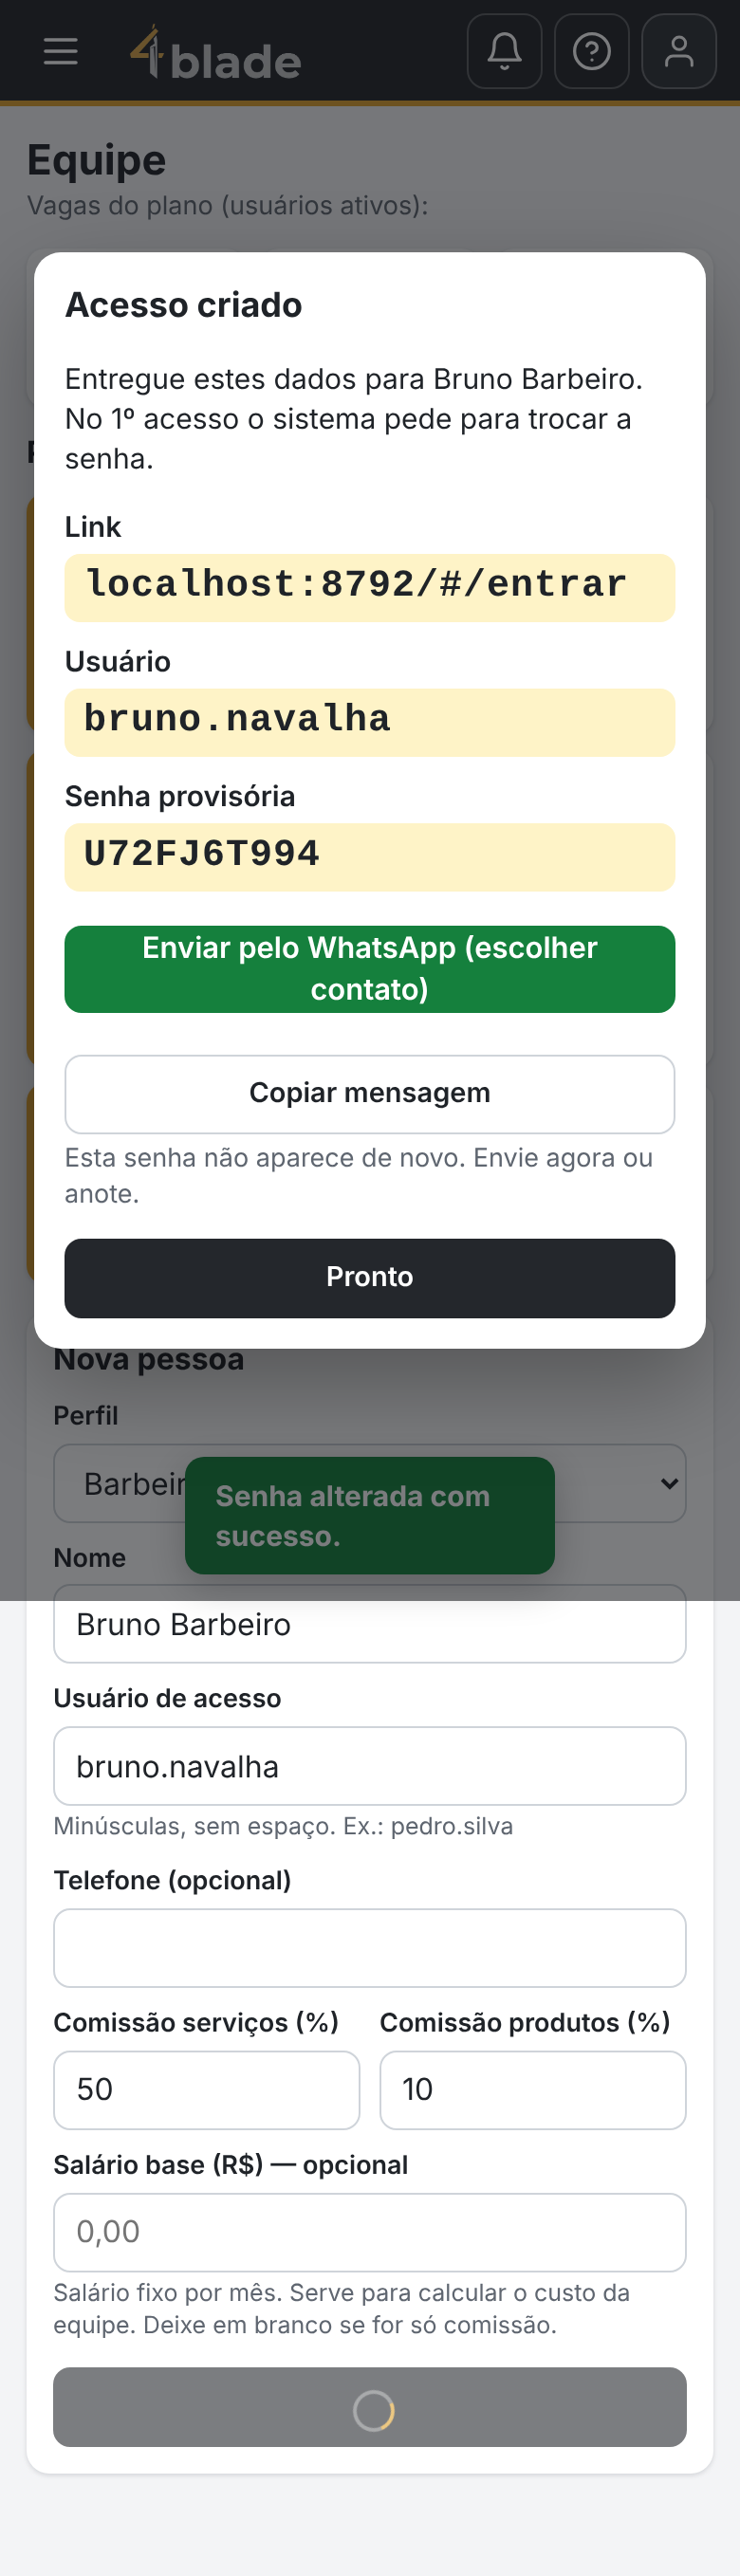 4blade
Equipe
Vagas do plano (usuários ativos):
Acesso criado
Entregue estes dados para Bruno Barbeiro.
No 1º acesso o sistema pede para trocar a
senha.
Link
localhost:8792/#/entrar
Usuário
bruno.navalha
Senha provisória
U72FJ6T994
Enviar pelo WhatsApp (escolher
contato)
Copiar mensagem
Esta senha não aparece de novo. Envie agora ou
anote.
Pronto
Nova pessoa
Perfil
Senha alterada com
sucesso.
Nome
Bruno Barbeiro
Usuário de acesso
bruno.navalha
Minúsculas, sem espaço. Ex.: pedro.silva
Telefone (opcional)
Comissão serviços (%) Comissão produtos (%)
50 10
Salário base (R$) — opcional
0,00
Salário fixo por mês. Serve para calcular o custo da
equipe. Deixe em branco se for só comissão.